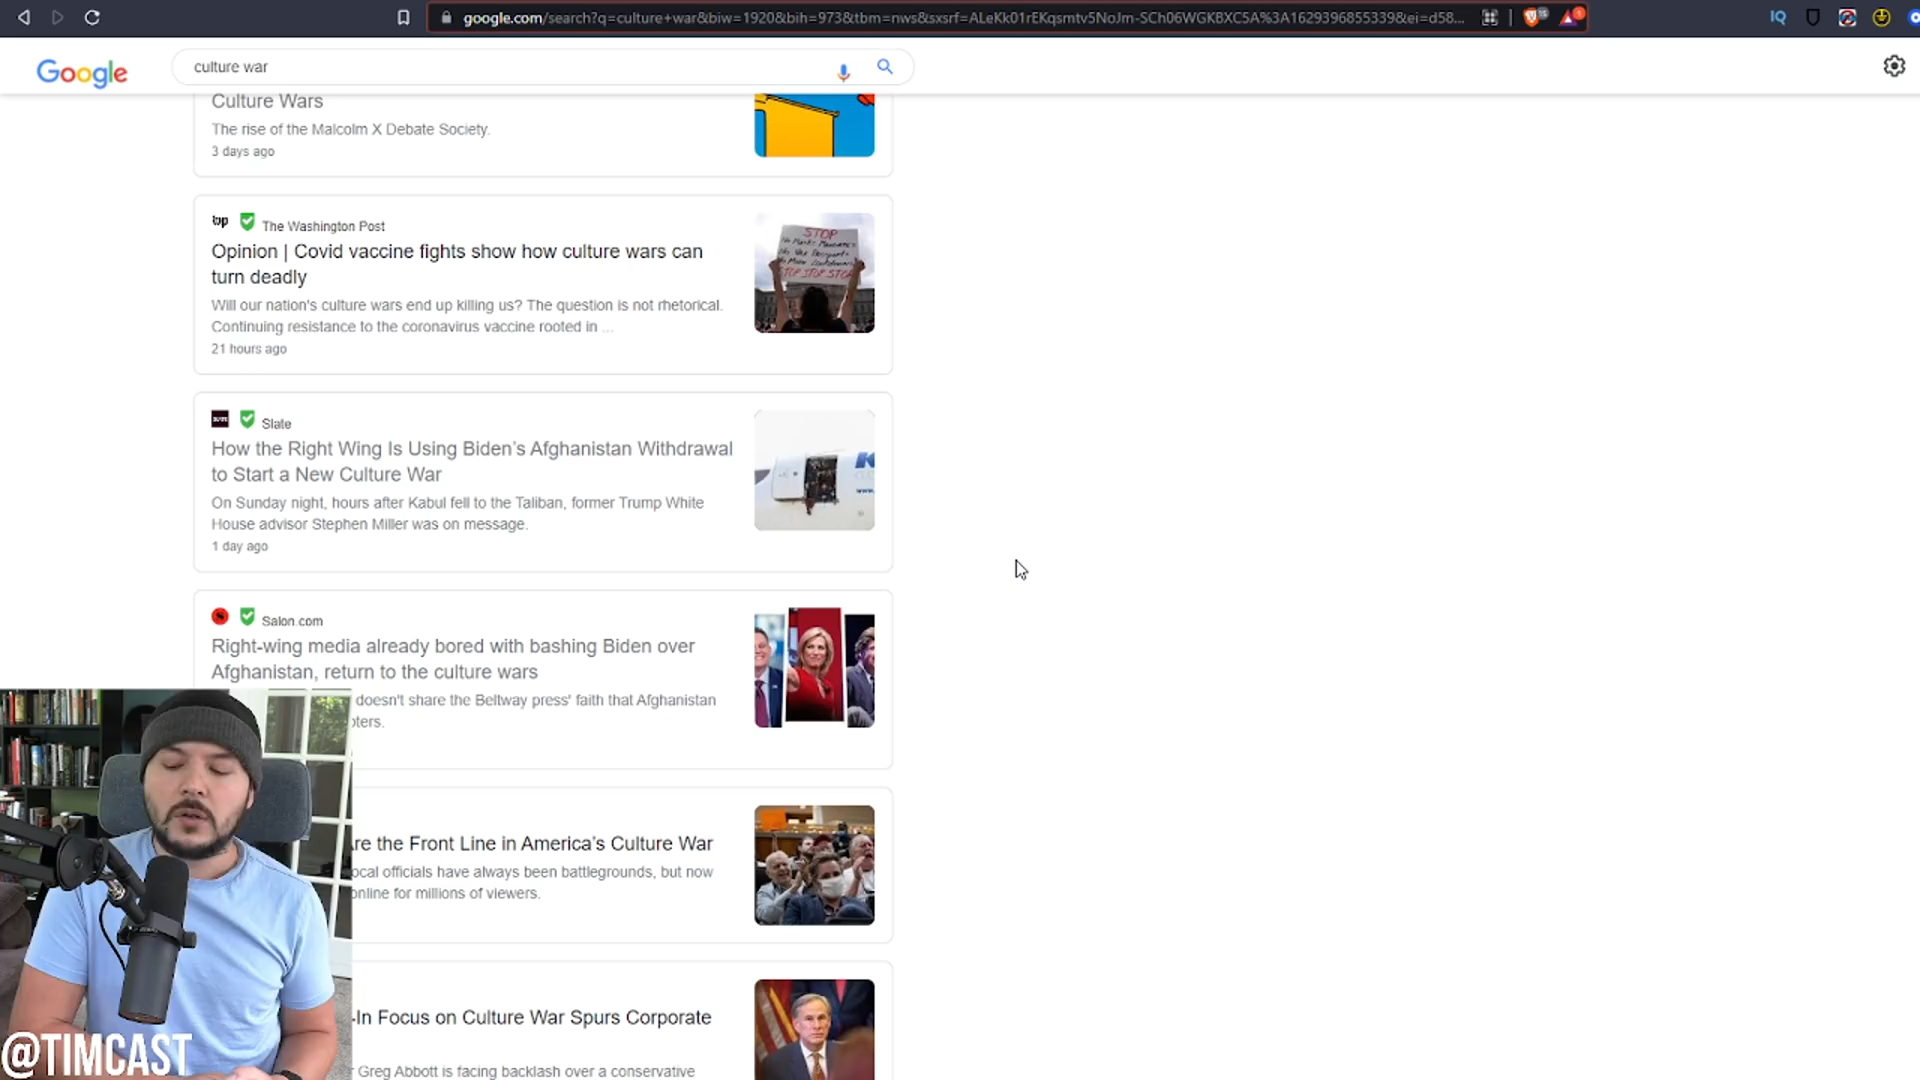 google.com/search?q=culture+war&biw=1920&bih=973&tbm=nws&sxsrf=ALeKk01rEKqsmtv5NoJm-SCh06WGKBXC5A%3A1629396855339&ei=d58...
IQ
Google
culture war
Culture Wars
The rise of the Malcolm X Debate Society.
3 days ago
wp The Washington Post
Opinion | Covid vaccine fights show how culture wars can
turn deadly
Will our nation's culture wars end up killing us? The question is not rhetorical.
Continuing resistance to the coronavirus vaccine rooted in ...
21 hours ago
STOP
STOP STOP STOP
Slate
How the Right Wing Is Using Biden's Afghanistan Withdrawal
to Start a New Culture War
On Sunday night, hours after Kabul fell to the Taliban, former Trump White
House advisor Stephen Miller was on message.
1 day ago
Salon.com
Right-wing media already bored with bashing Biden over
Afghanistan, return to the culture wars
doesn't share the Beltway press' faith that Afghanistan
ters.
re the Front Line in America's Culture War
ocal officials have always been battlegrounds, but now
online for millions of viewers.
-In Focus on Culture War Spurs Corporate
r Greg Abbott is facing backlash over a conservative
@TIMCAST